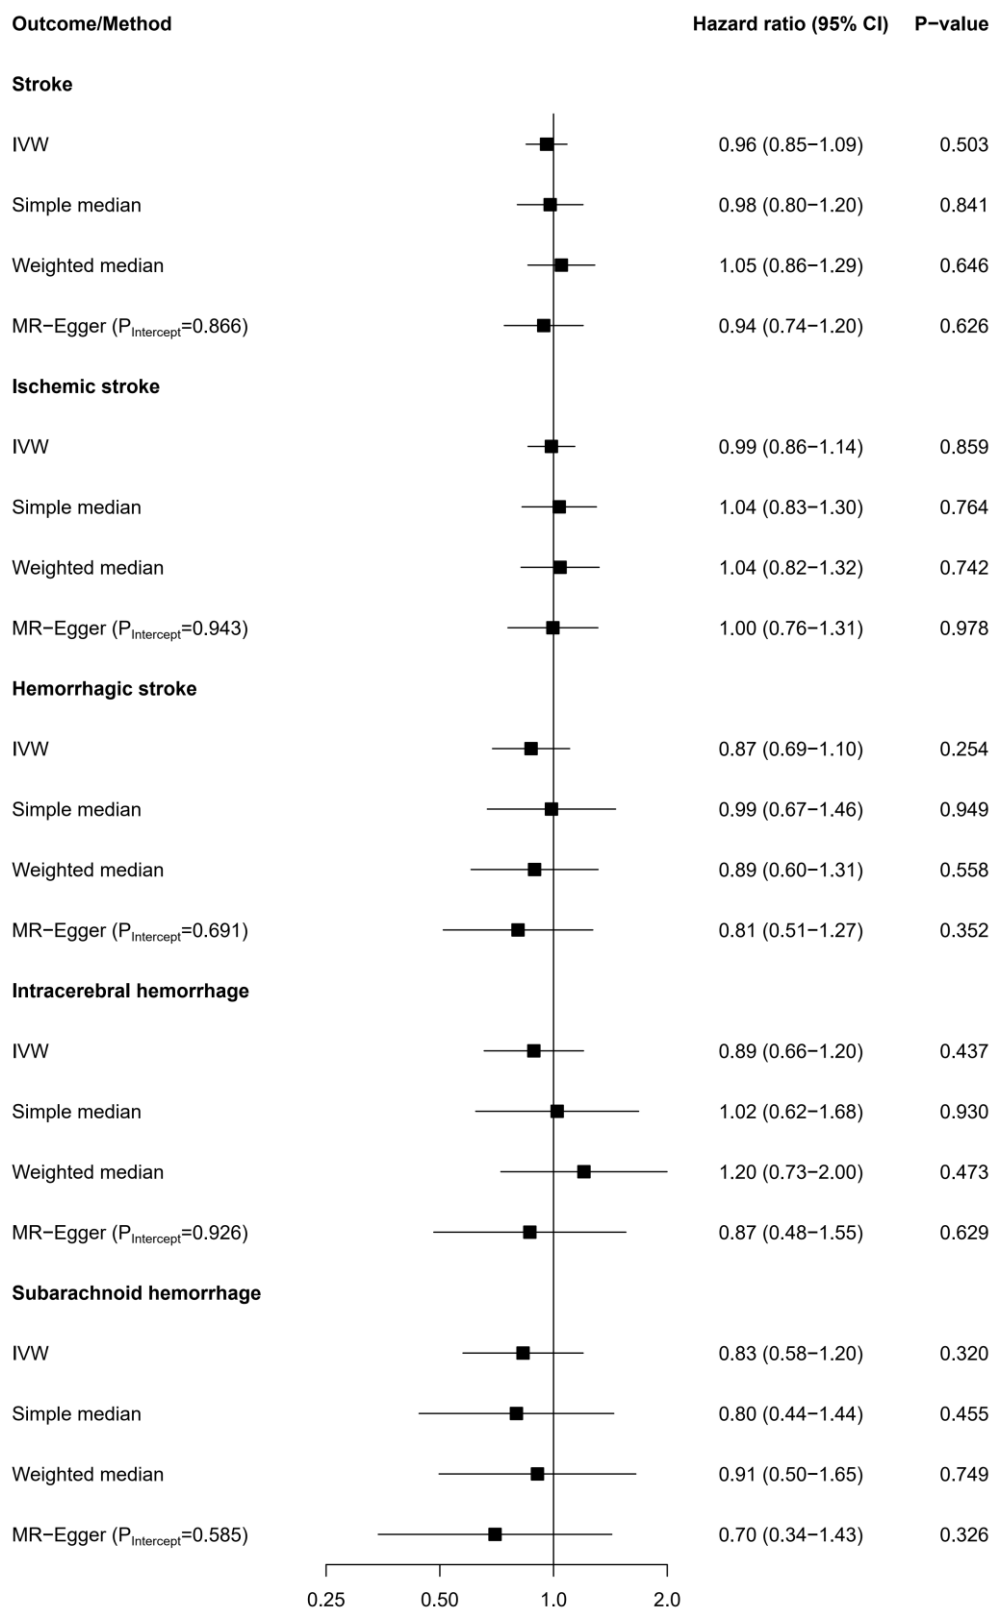 Outcome/Method Hazard ratio (95% CI) P−value
Stroke
IVW 0.96 (0.85−1.09) 0.503
Simple median 0.98 (0.80−1.20) 0.841
Weighted median 1.05 (0.86−1.29) 0.646
MR−Egger (PIntercept=0.866) 0.94 (0.74−1.20) 0.626
Ischemic stroke
IVW 0.99 (0.86−1.14) 0.859
Simple median 1.04 (0.83−1.30) 0.764
Weighted median 1.04 (0.82−1.32) 0.742
MR−Egger (PIntercept=0.943) 1.00 (0.76−1.31) 0.978
Hemorrhagic stroke
IVW 0.87 (0.69−1.10) 0.254
Simple median 0.99 (0.67−1.46) 0.949
Weighted median 0.89 (0.60−1.31) 0.558
MR−Egger (PIntercept=0.691) 0.81 (0.51−1.27) 0.352
Intracerebral hemorrhage
IVW 0.89 (0.66−1.20) 0.437
Simple median 1.02 (0.62−1.68) 0.930
Weighted median 1.20 (0.73−2.00) 0.473
MR−Egger (PIntercept=0.926) 0.87 (0.48−1.55) 0.629
Subarachnoid hemorrhage
IVW 0.83 (0.58−1.20) 0.320
Simple median 0.80 (0.44−1.44) 0.455
Weighted median 0.91 (0.50−1.65) 0.749
MR−Egger (PIntercept=0.585) 0.70 (0.34−1.43) 0.326
0.25 0.50 1.0 2.0